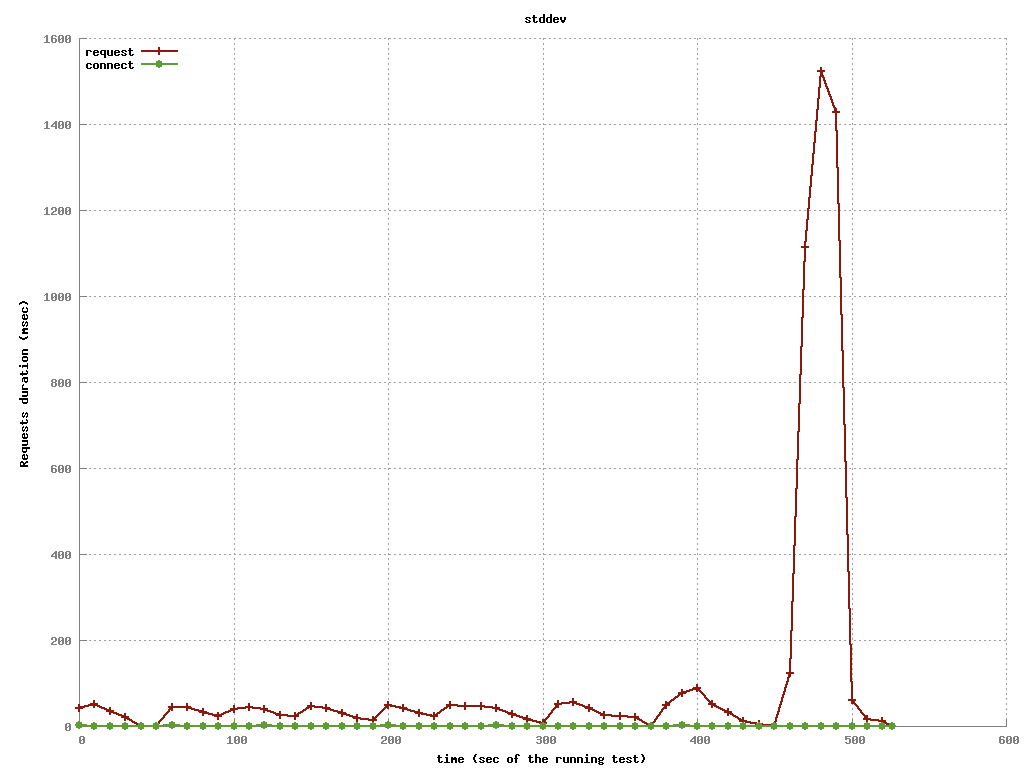 stddev
1600
request
connect
1400
1200
1000
Requests duration (msec)
800
600
400
200
0
0 100 200 300 400 500 600
time (sec of the running test)